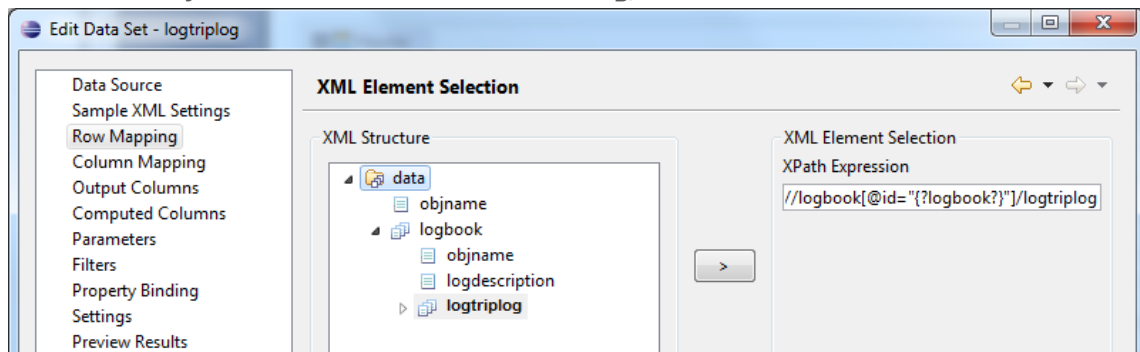 Edit Data Set - logtriplog
Data Source
Sample XML Settings
Row Mapping
Column Mapping
Output Columns
Computed Columns
Parameters
Filters
Property Binding
Settings
Preview Results
XML Element Selection
XML Structure
data
objname
logbook
objname
logdescription
logtriplog
>
XML Element Selection
XPath Expression
//logbook[@id="{?logbook?}"]/logtriplog